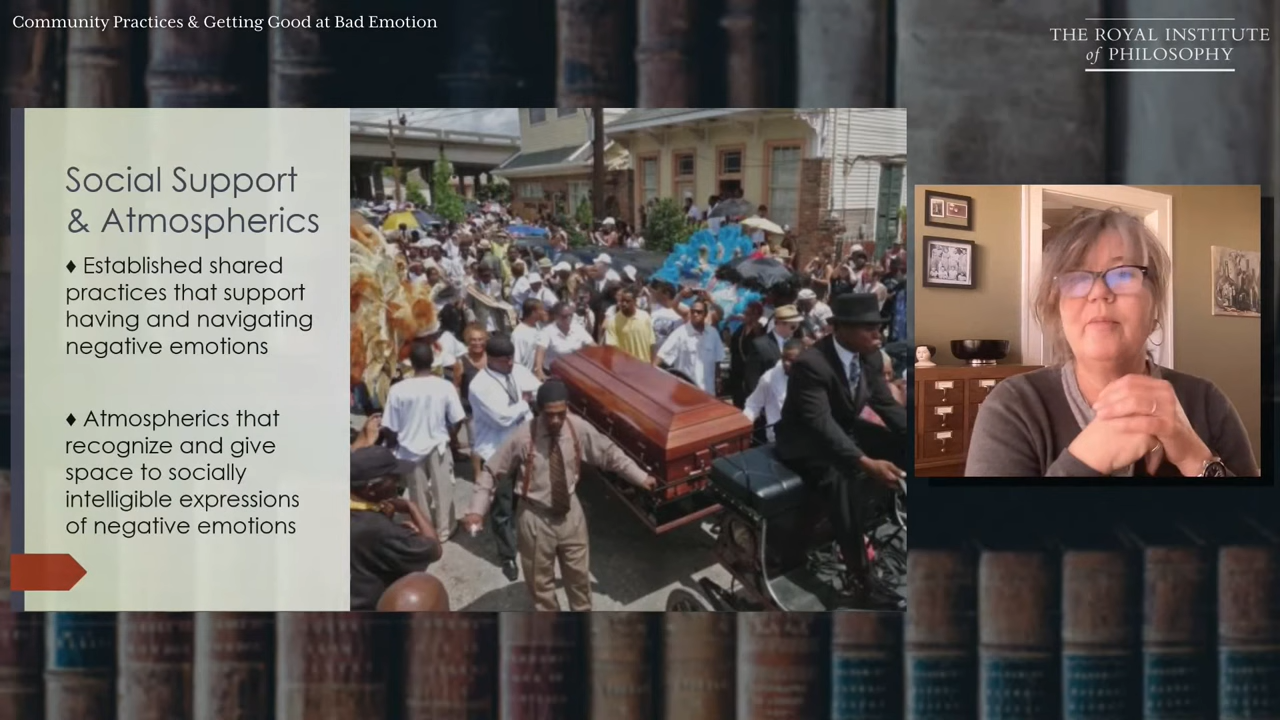 Community Practices & Getting Good at Bad Emotion
THE ROYAL INSTITUTE
of PHILOSOPHY
Social Support
& Atmospherics
♦ Established shared
practices that support
having and navigating
negative emotions
♦ Atmospherics that
recognize and give
space to socially
intelligible expressions
of negative emotions